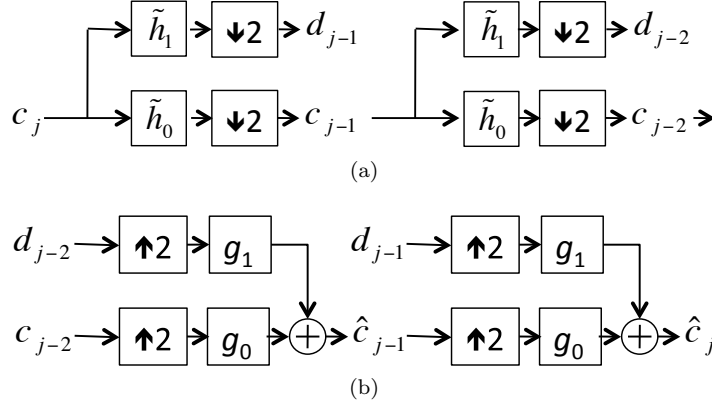 h̃₁ ↓2 d_{j−1} h̃₁ ↓2 d_{j−2}
c_j h̃₀ ↓2 c_{j−1} h̃₀ ↓2 c_{j−2}
(a)
d_{j−2} ↑2 g₁ d_{j−1} ↑2 g₁
c_{j−2} ↑2 g₀ + ĉ_{j−1} ↑2 g₀ + ĉ_j
(b)